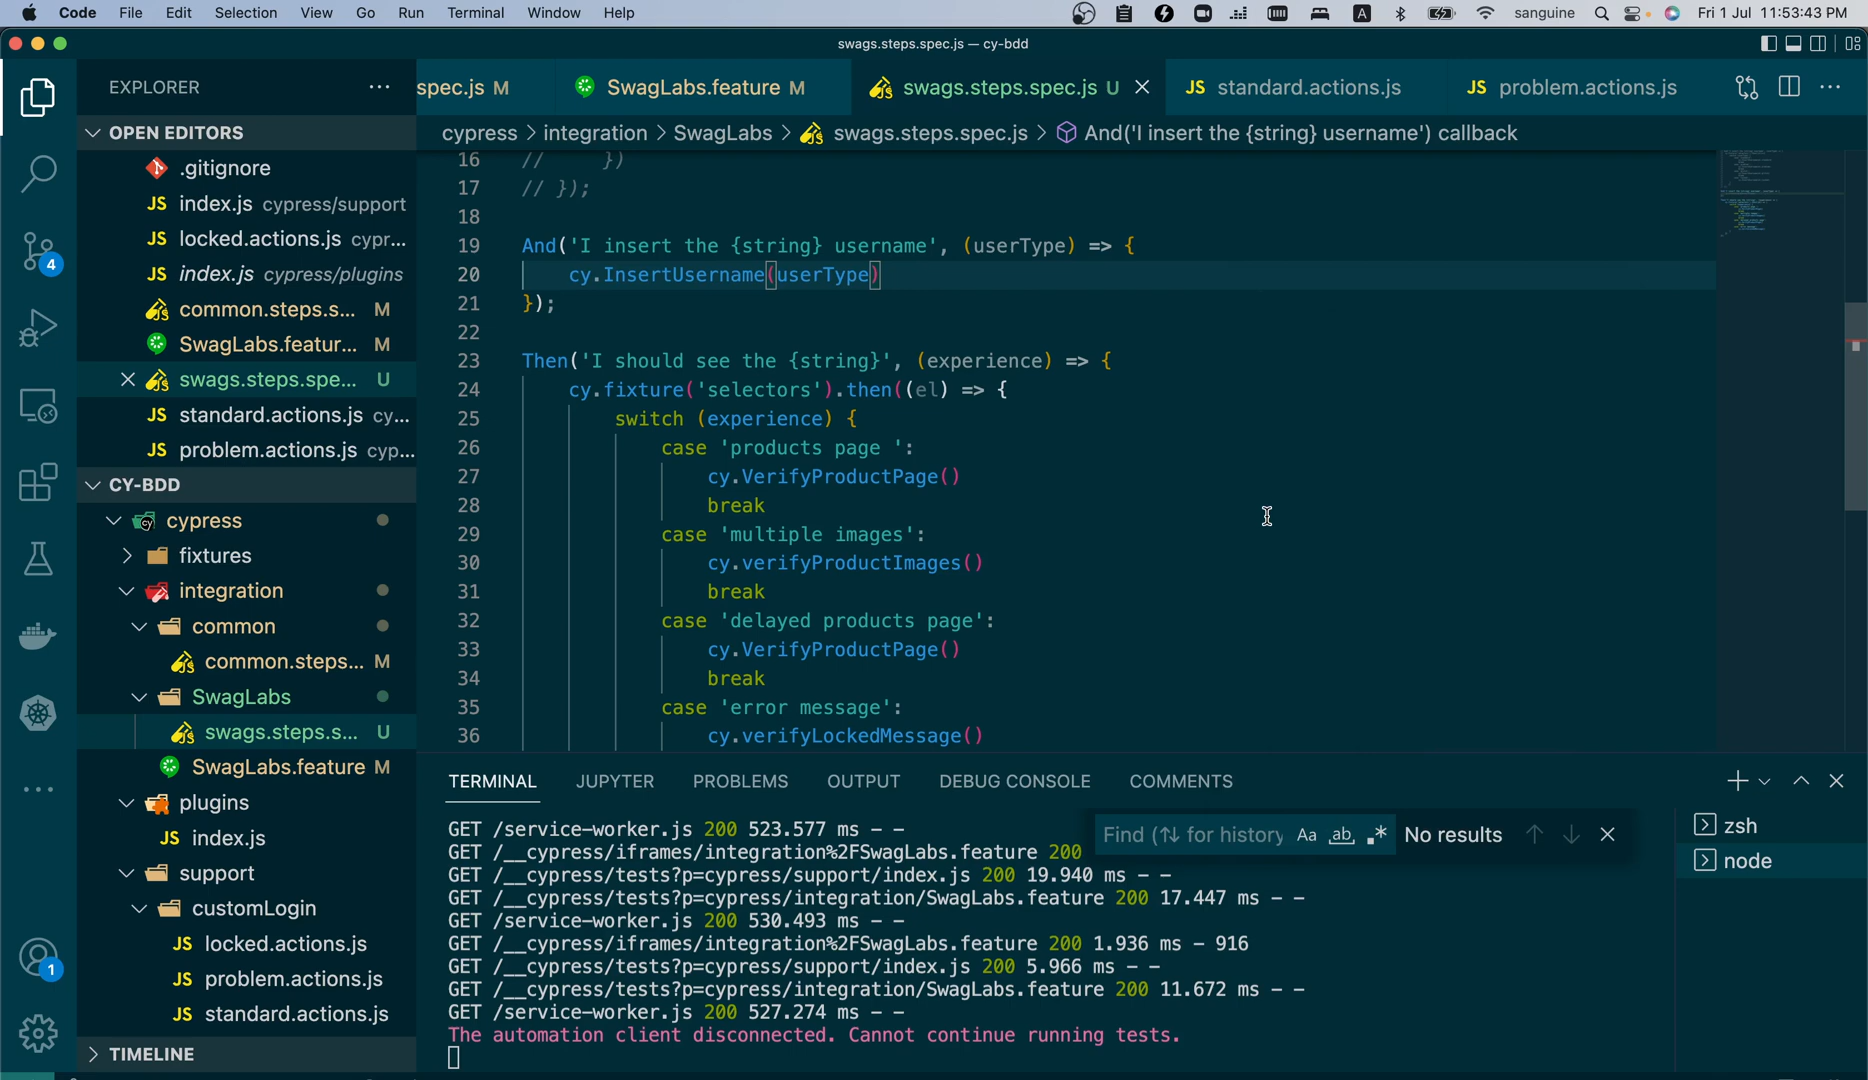 Code File Edit Selection View Go Run Terminal Window Help A sanguine Fri 1 Jul 11:53:43 PM
swags.steps.spec.js — cy-bdd
EXPLORER
spec.js M SwagLabs.feature M swags.steps.spec.js U JS standard.actions.js JS problem.actions.js
cypress > integration > SwagLabs > swags.steps.spec.js > And('I insert the {string} username') callback
OPEN EDITORS
.gitignore
JS index.js cypress/support
JS locked.actions.js cypr...
JS index.js cypress/plugins
common.steps.s... M
SwagLabs.featur... M
swags.steps.spe... U
JS standard.actions.js cy...
JS problem.actions.js cyp...
CY-BDD
cypress
fixtures
integration
common
common.steps... M
SwagLabs
swags.steps.s... U
SwagLabs.feature M
plugins
JS index.js
support
customLogin
JS locked.actions.js
JS problem.actions.js
JS standard.actions.js
TIMELINE
4
1
16 // })
17 // });
18
19 And('I insert the {string} username', (userType) => {
20 cy.InsertUsername(userType)
21 });
22
23 Then('I should see the {string}', (experience) => {
24 cy.fixture('selectors').then((el) => {
25 switch (experience) {
26 case 'products page ':
27 cy.VerifyProductPage()
28 break
29 case 'multiple images':
30 cy.verifyProductImages()
31 break
32 case 'delayed products page':
33 cy.VerifyProductPage()
34 break
35 case 'error message':
36 cy.verifyLockedMessage()
TERMINAL JUPYTER PROBLEMS OUTPUT DEBUG CONSOLE COMMENTS
Find (⇅ for history Aa ab .* No results
zsh
node
GET /service-worker.js 200 523.577 ms - -
GET /__cypress/iframes/integration%2FSwagLabs.feature 200
GET /__cypress/tests?p=cypress/support/index.js 200 19.940 ms - -
GET /__cypress/tests?p=cypress/integration/SwagLabs.feature 200 17.447 ms - -
GET /service-worker.js 200 530.493 ms - -
GET /__cypress/iframes/integration%2FSwagLabs.feature 200 1.936 ms - 916
GET /__cypress/tests?p=cypress/support/index.js 200 5.966 ms - -
GET /__cypress/tests?p=cypress/integration/SwagLabs.feature 200 11.672 ms - -
GET /service-worker.js 200 527.274 ms - -
The automation client disconnected. Cannot continue running tests.